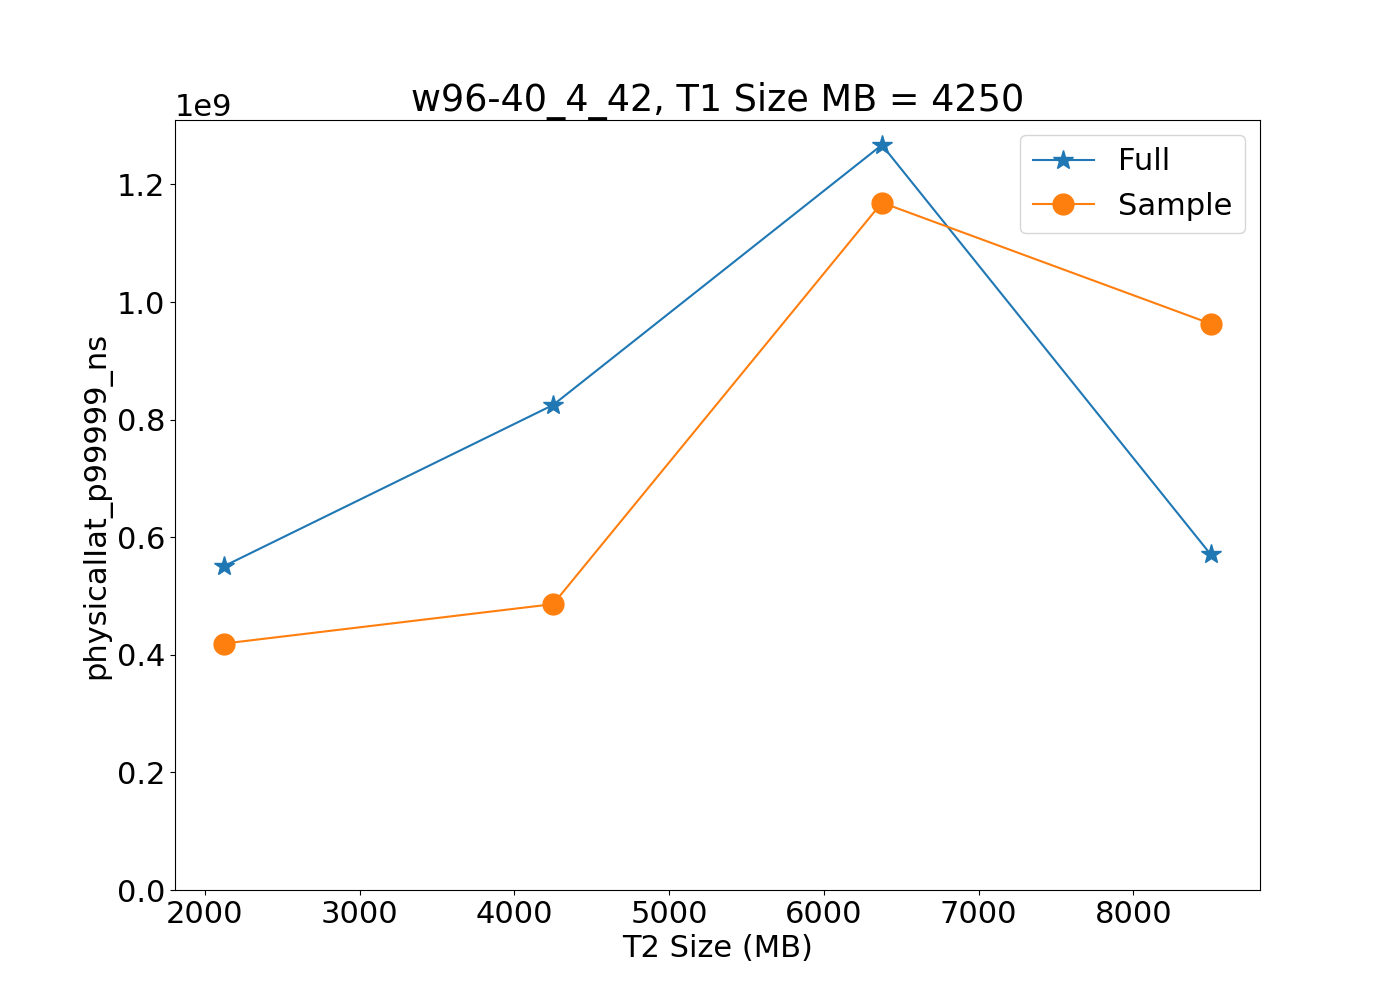 w96-40_4_42, T1 Size MB = 4250
1e9
Full
Sample
1.2
1.0
0.8
0.6
0.4
0.2
0.0
physicallat_p99999_ns
2000 3000 4000 5000 6000 7000 8000
T2 Size (MB)